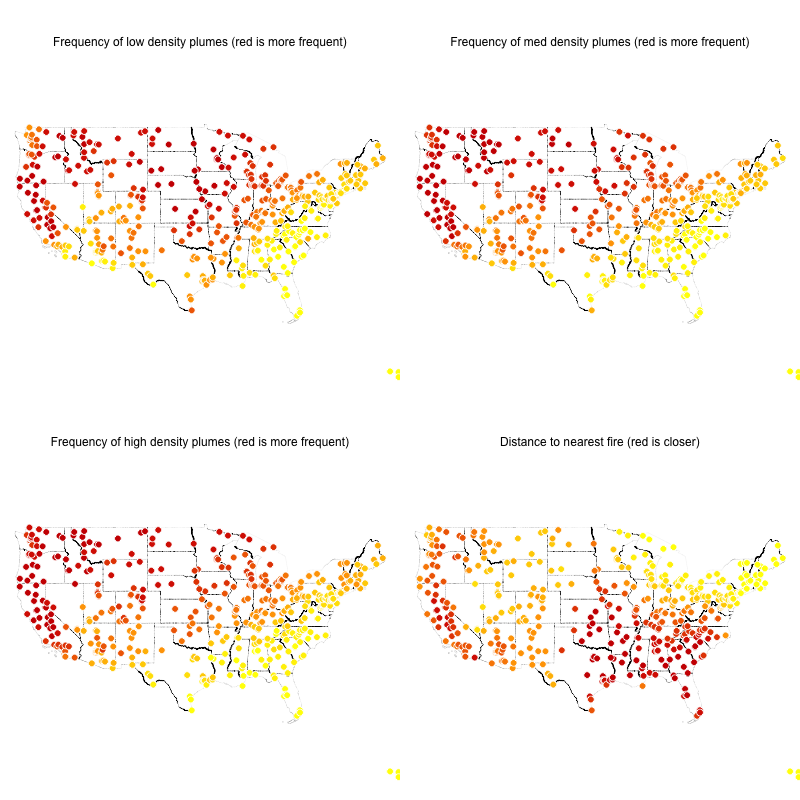 Frequency of low density plumes (red is more frequent)
Frequency of med density plumes (red is more frequent)
Frequency of high density plumes (red is more frequent)
Distance to nearest fire (red is closer)